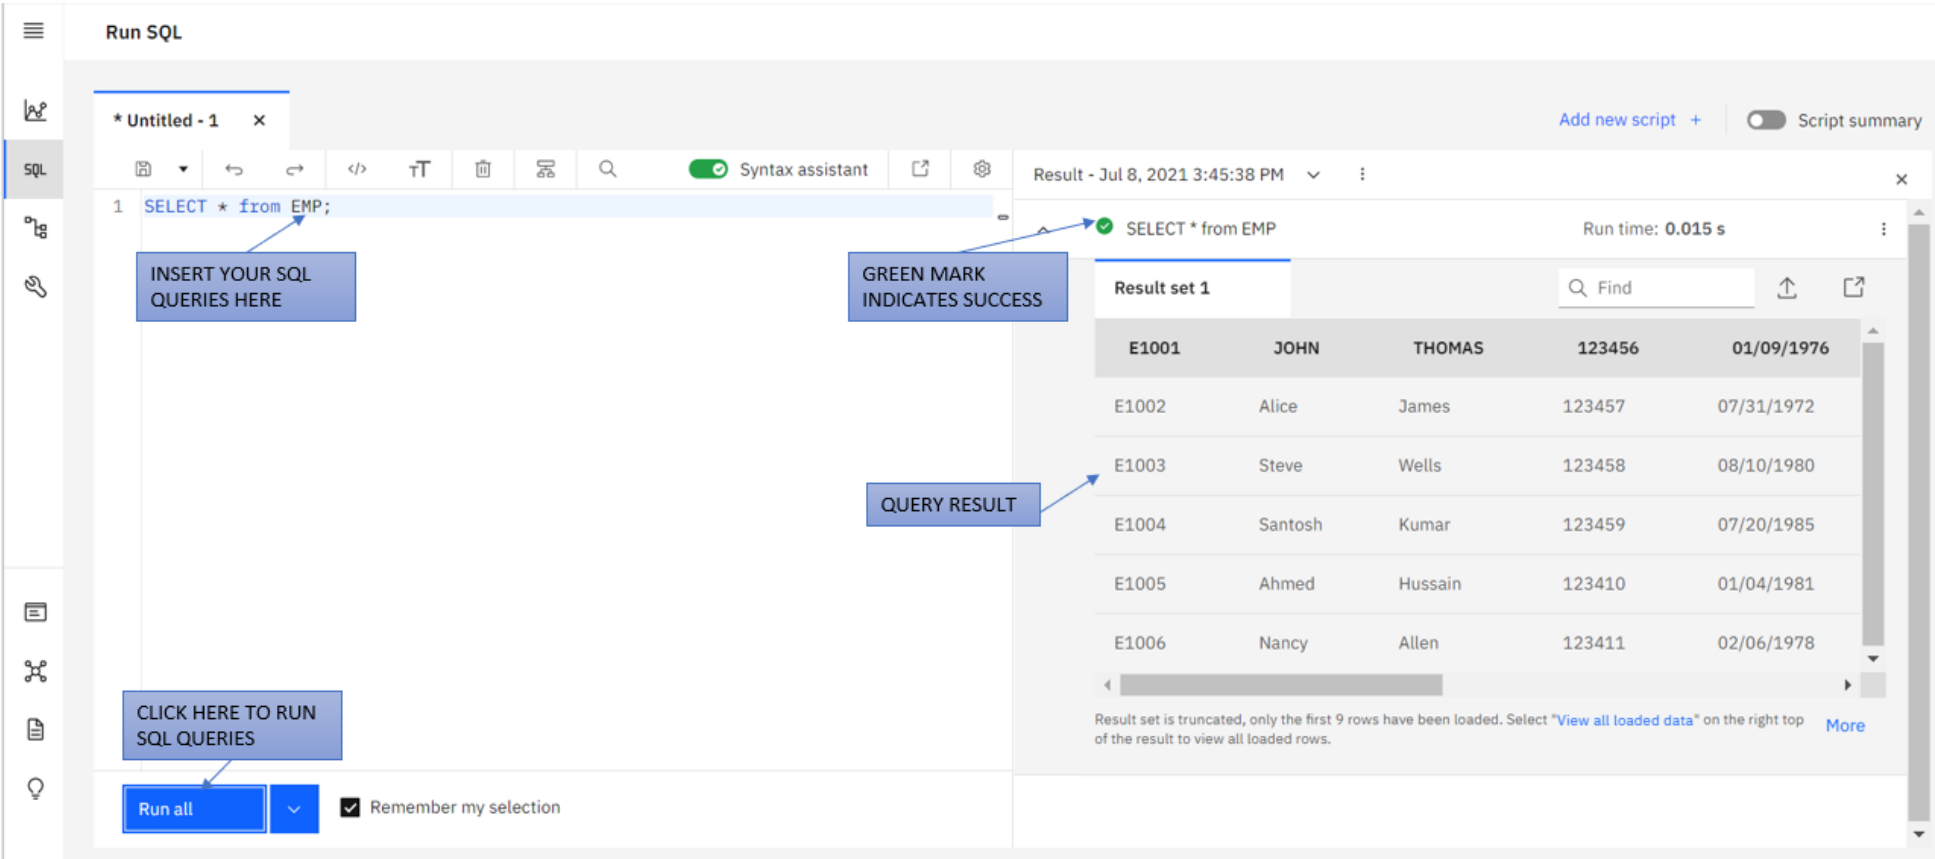 Run SQL
* Untitled - 1 ×
Add new script +
Script summary
SQL
</> TT
Syntax assistant
Result - Jul 8, 2021 3:45:38 PM
1 SELECT * from EMP;
SELECT * from EMP
Run time: 0.015 s
INSERT YOUR SQL
QUERIES HERE
GREEN MARK
INDICATES SUCCESS
Result set 1
Find
E1001 JOHN THOMAS 123456 01/09/1976
E1002 Alice James 123457 07/31/1972
E1003 Steve Wells 123458 08/10/1980
QUERY RESULT
E1004 Santosh Kumar 123459 07/20/1985
E1005 Ahmed Hussain 123410 01/04/1981
E1006 Nancy Allen 123411 02/06/1978
Result set is truncated, only the first 9 rows have been loaded. Select "View all loaded data" on the right top
of the result to view all loaded rows.
More
CLICK HERE TO RUN
SQL QUERIES
Run all
Remember my selection